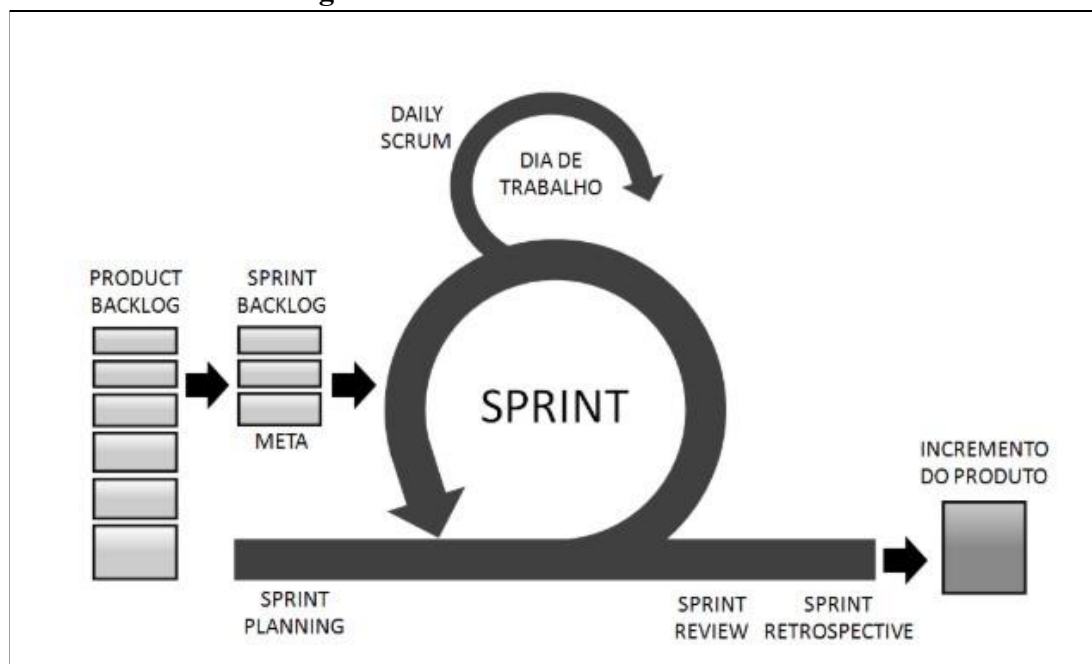 DAILY
SCRUM
DIA DE
TRABALHO
PRODUCT
BACKLOG
SPRINT
BACKLOG
META
SPRINT
INCREMENTO
DO PRODUTO
SPRINT
PLANNING
SPRINT
REVIEW
SPRINT
RETROSPECTIVE